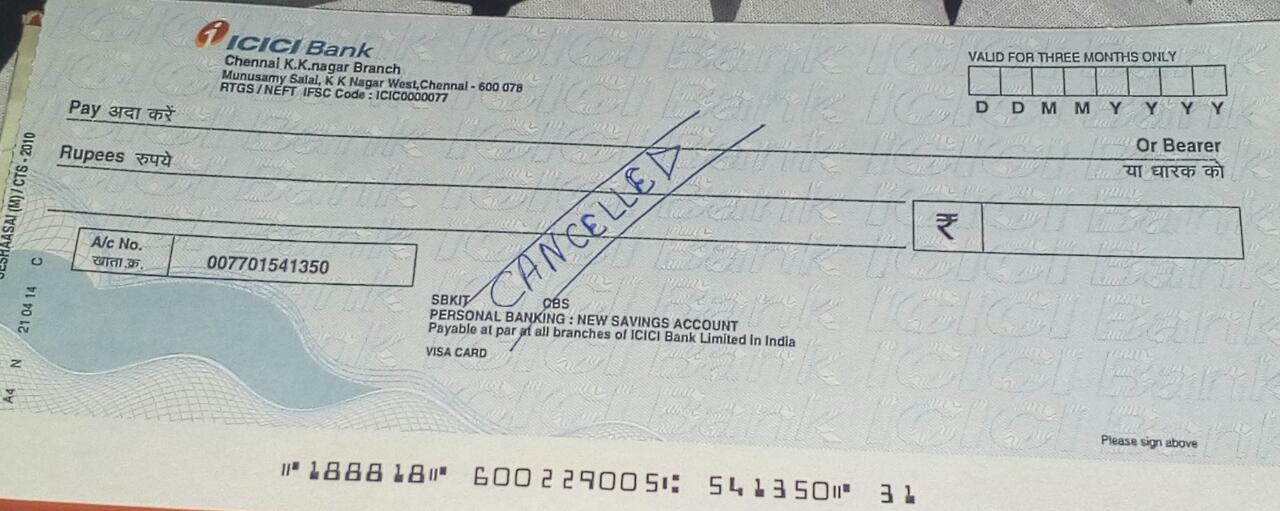 ICICI Bank
Chennai K.K.nagar Branch
Munusamy Salai, K K Nagar West,Chennai - 600 078
RTGS / NEFT IFSC Code : ICIC0000077
VALID FOR THREE MONTHS ONLY
D D M M Y Y Y Y
Pay अदा करें
Or Bearer
या धारक को
Rupees रुपये
₹
A/c No.
खाता क्र.
007701541350
CANCELLED
SBKIT CBS
PERSONAL BANKING : NEW SAVINGS ACCOUNT
Payable at par at all branches of ICICI Bank Limited in India
VISA CARD
Please sign above
188818 600229005 541350 31
(M) / CTS - 2010
A4 N 21 04 14 C